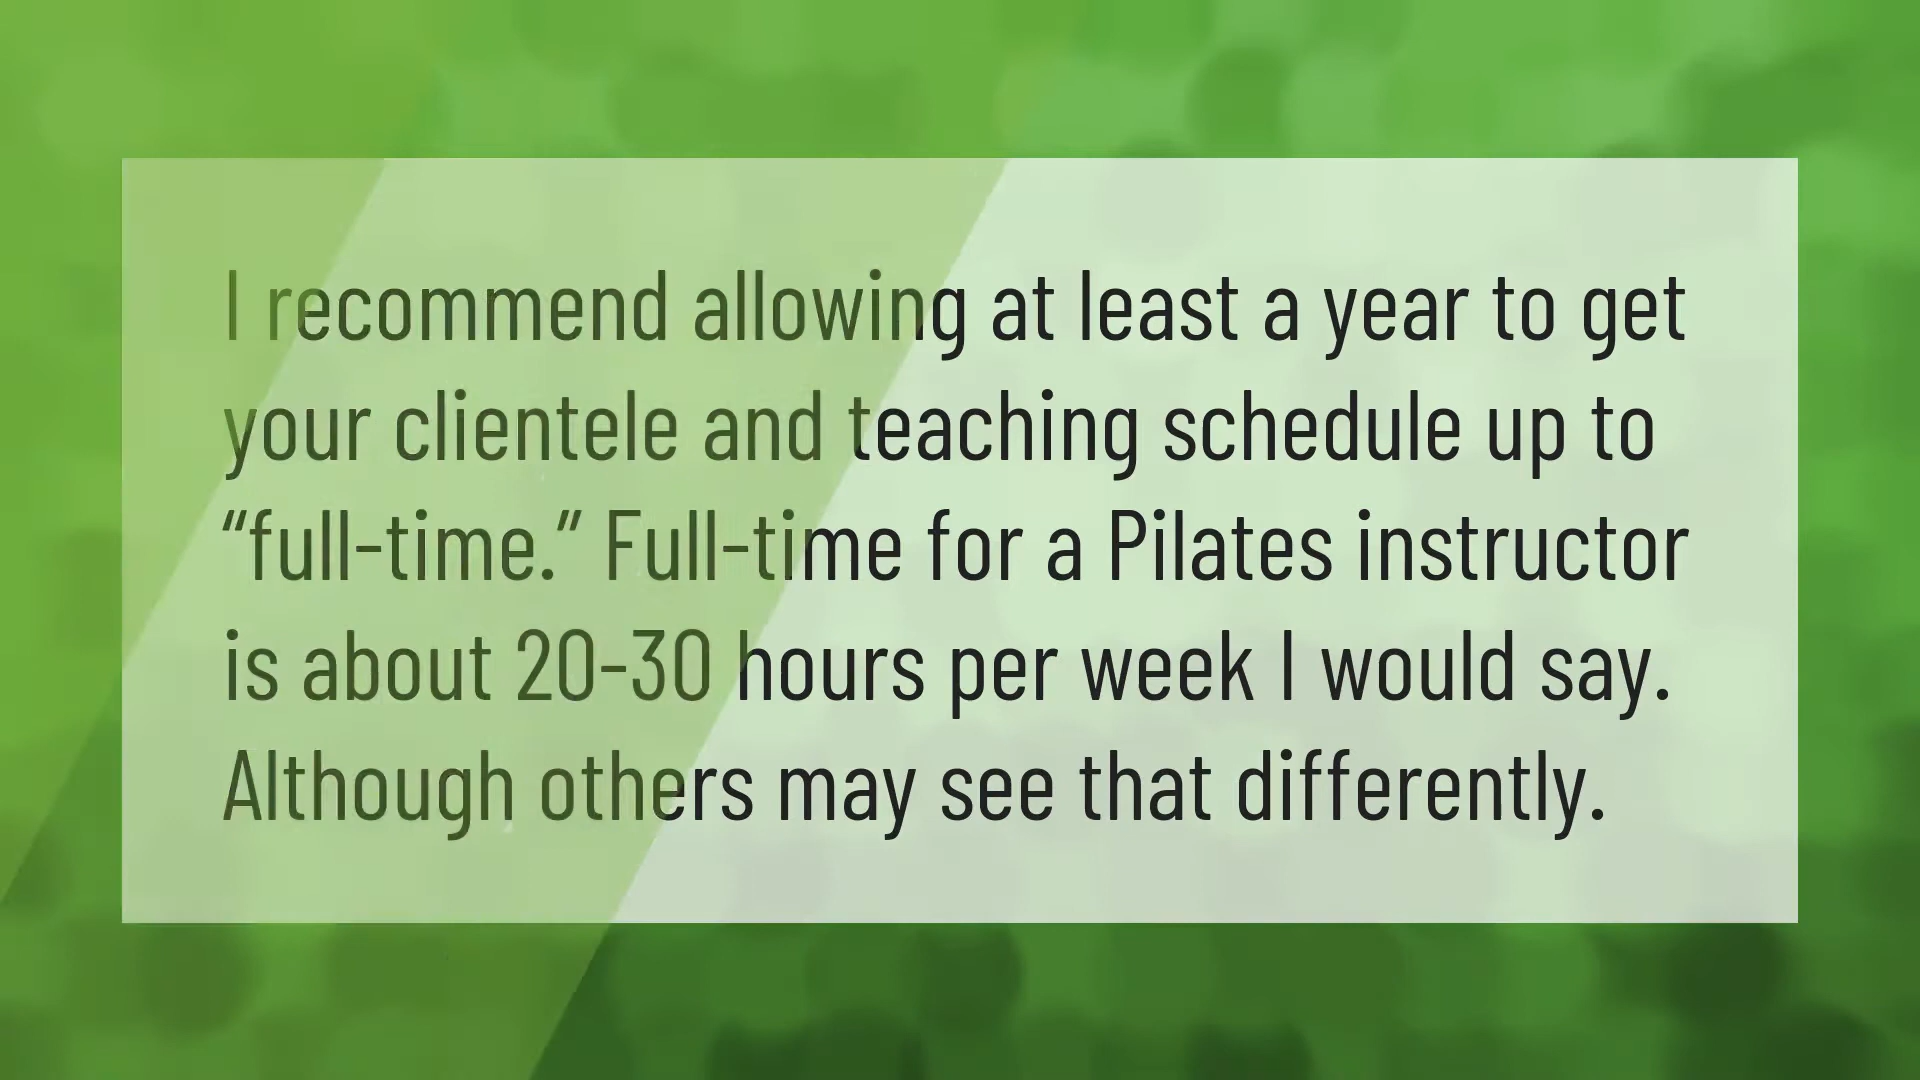 I recommend allowing at least a year to get
your clientele and teaching schedule up to
“full-time.” Full-time for a Pilates instructor
is about 20-30 hours per week I would say.
Although others may see that differently.